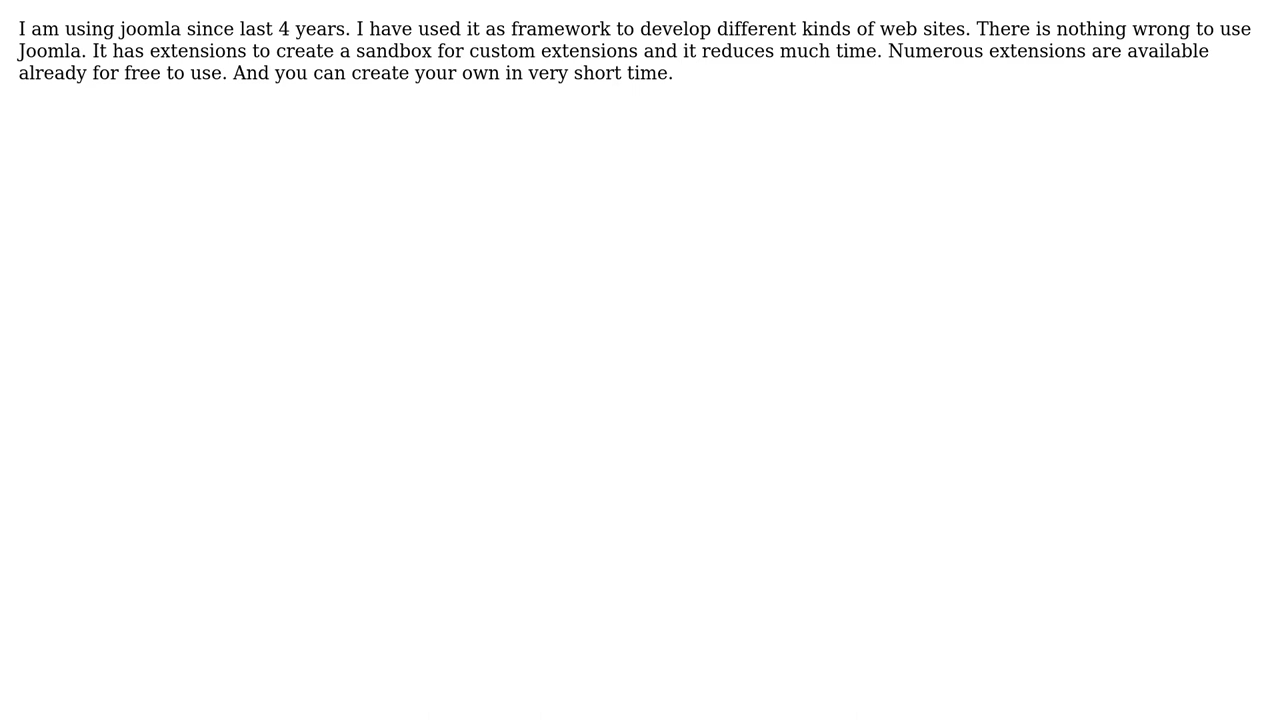 I am using joomla since last 4 years. I have used it as framework to develop different kinds of web sites. There is nothing wrong to use
Joomla. It has extensions to create a sandbox for custom extensions and it reduces much time. Numerous extensions are available
already for free to use. And you can create your own in very short time.